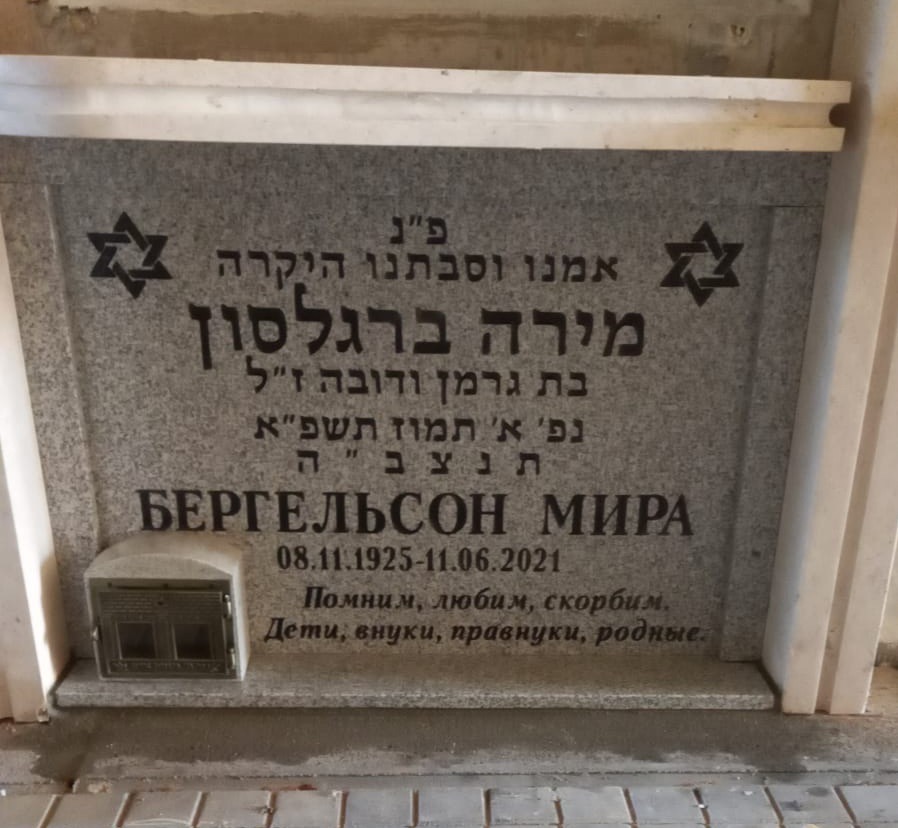 פ"נ
אמנו וסבתנו היקרה
מירה ברגלסון
בת גרמן ודובה ז"ל
נפ' א' תמוז תשפ"א
ת נ צ ב " ה
БЕРГЕЛЬСОН МИРА
08.11.1925-11.06.2021
Помним, любим, скорбим.
Дети, внуки, правнуки, родные.